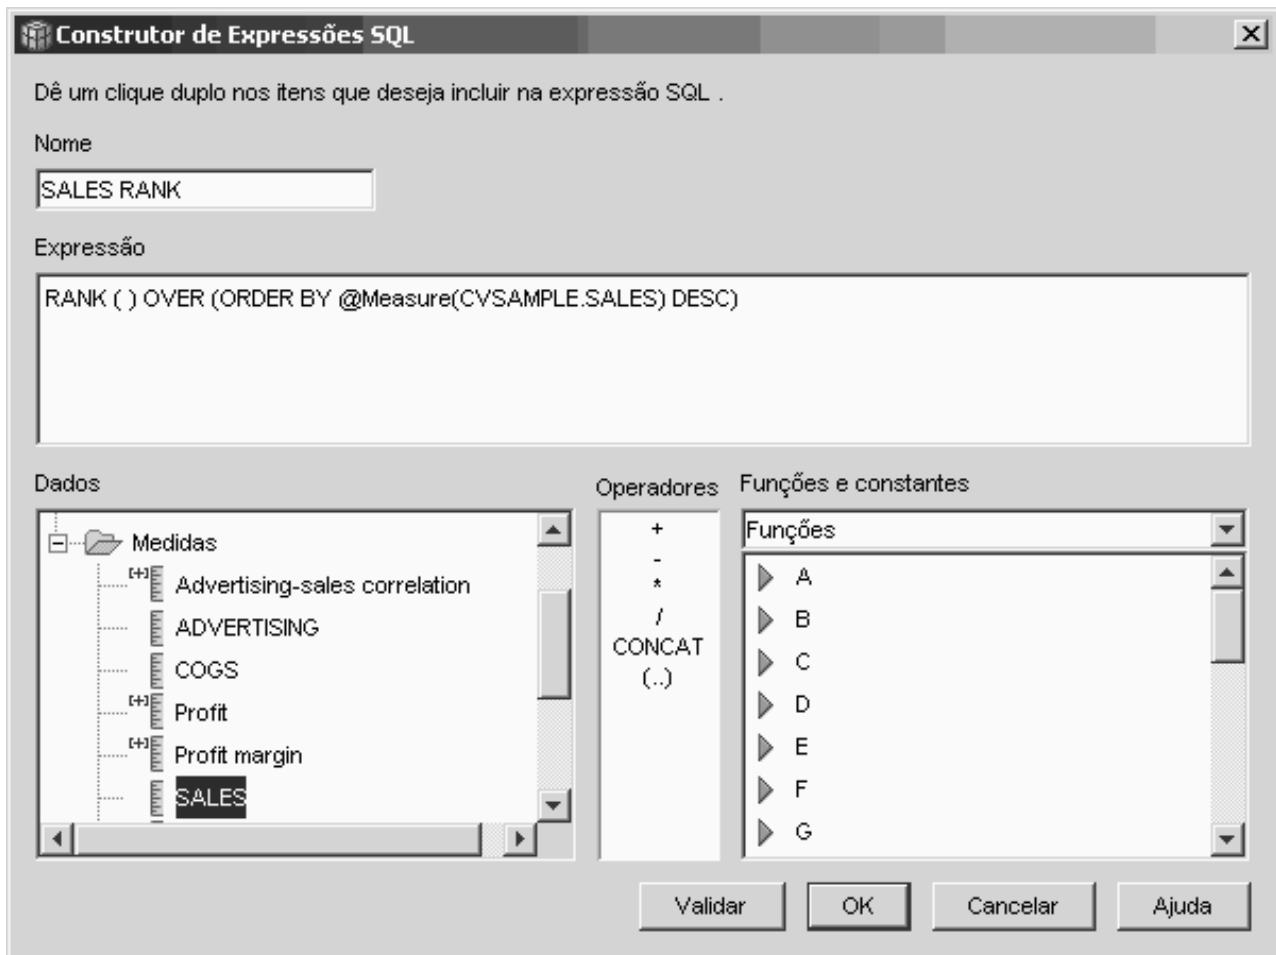 Construtor de Expressões SQL
Dê um clique duplo nos itens que deseja incluir na expressão SQL .
Nome
SALES RANK
Expressão
RANK ( ) OVER (ORDER BY @Measure(CVSAMPLE.SALES) DESC)
Dados
Medidas
Advertising-sales correlation
ADVERTISING
COGS
Profit
Profit margin
SALES
Operadores
+
-
*
/
CONCAT
(..)
Funções e constantes
Funções
A
B
C
D
E
F
G
Validar
OK
Cancelar
Ajuda